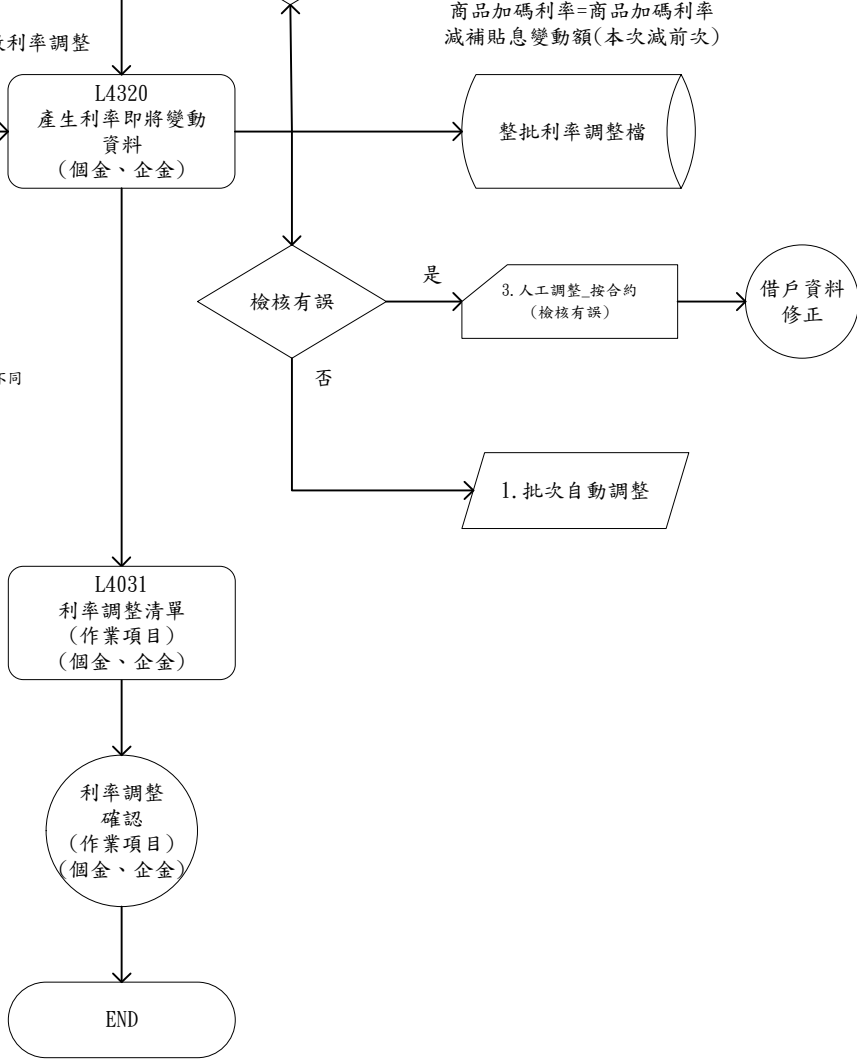 商品加碼利率=商品加碼利率
減補貼息變動額(本次減前次)
利率調整
L4320
產生利率即將變動
資料
(個金、企金)
整批利率調整檔
檢核有誤
是
3.人工調整_按合約
(檢核有誤)
借戶資料
修正
不同
否
1.批次自動調整
L4031
利率調整清單
(作業項目)
(個金、企金)
利率調整
確認
(作業項目)
(個金、企金)
END